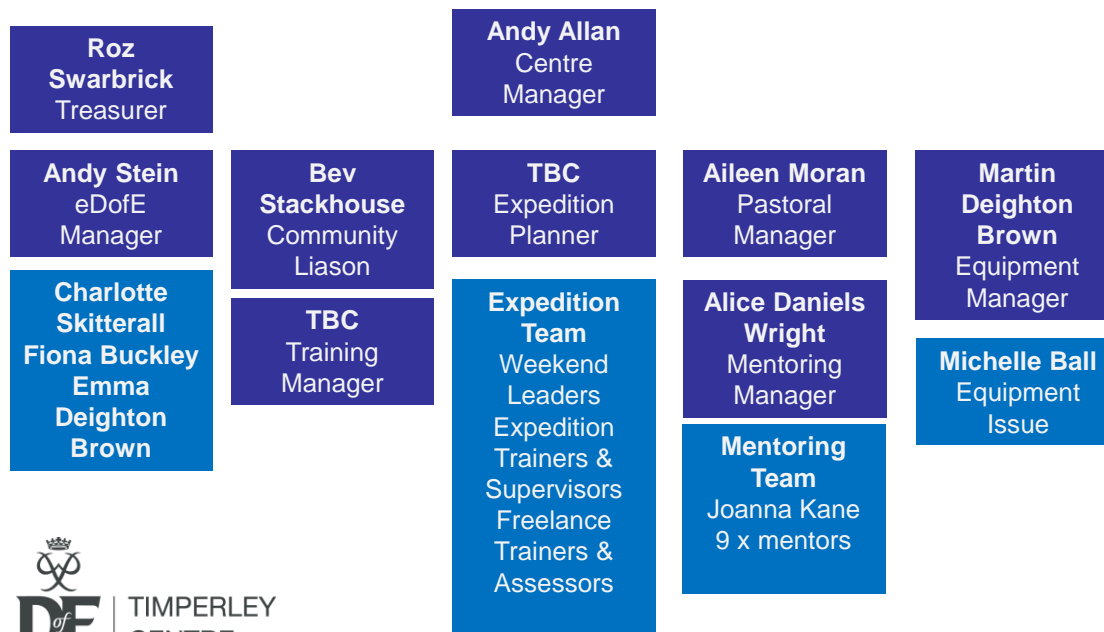 Roz
Swarbrick
Treasurer
Andy Allan
Centre
Manager
Andy Stein
eDofE
Manager
Bev
Stackhouse
Community
Liason
TBC
Expedition
Planner
Aileen Moran
Pastoral
Manager
Martin
Deighton
Brown
Equipment
Manager
Charlotte
Skitterall
Fiona Buckley
Emma
Deighton
Brown
TBC
Training
Manager
Expedition
Team
Weekend
Leaders
Expedition
Trainers &
Supervisors
Freelance
Trainers &
Assessors
Alice Daniels
Wright
Mentoring
Manager
Mentoring
Team
Joanna Kane
9 x mentors
Michelle Ball
Equipment
Issue
DofE
TIMPERLEY
CENTRE